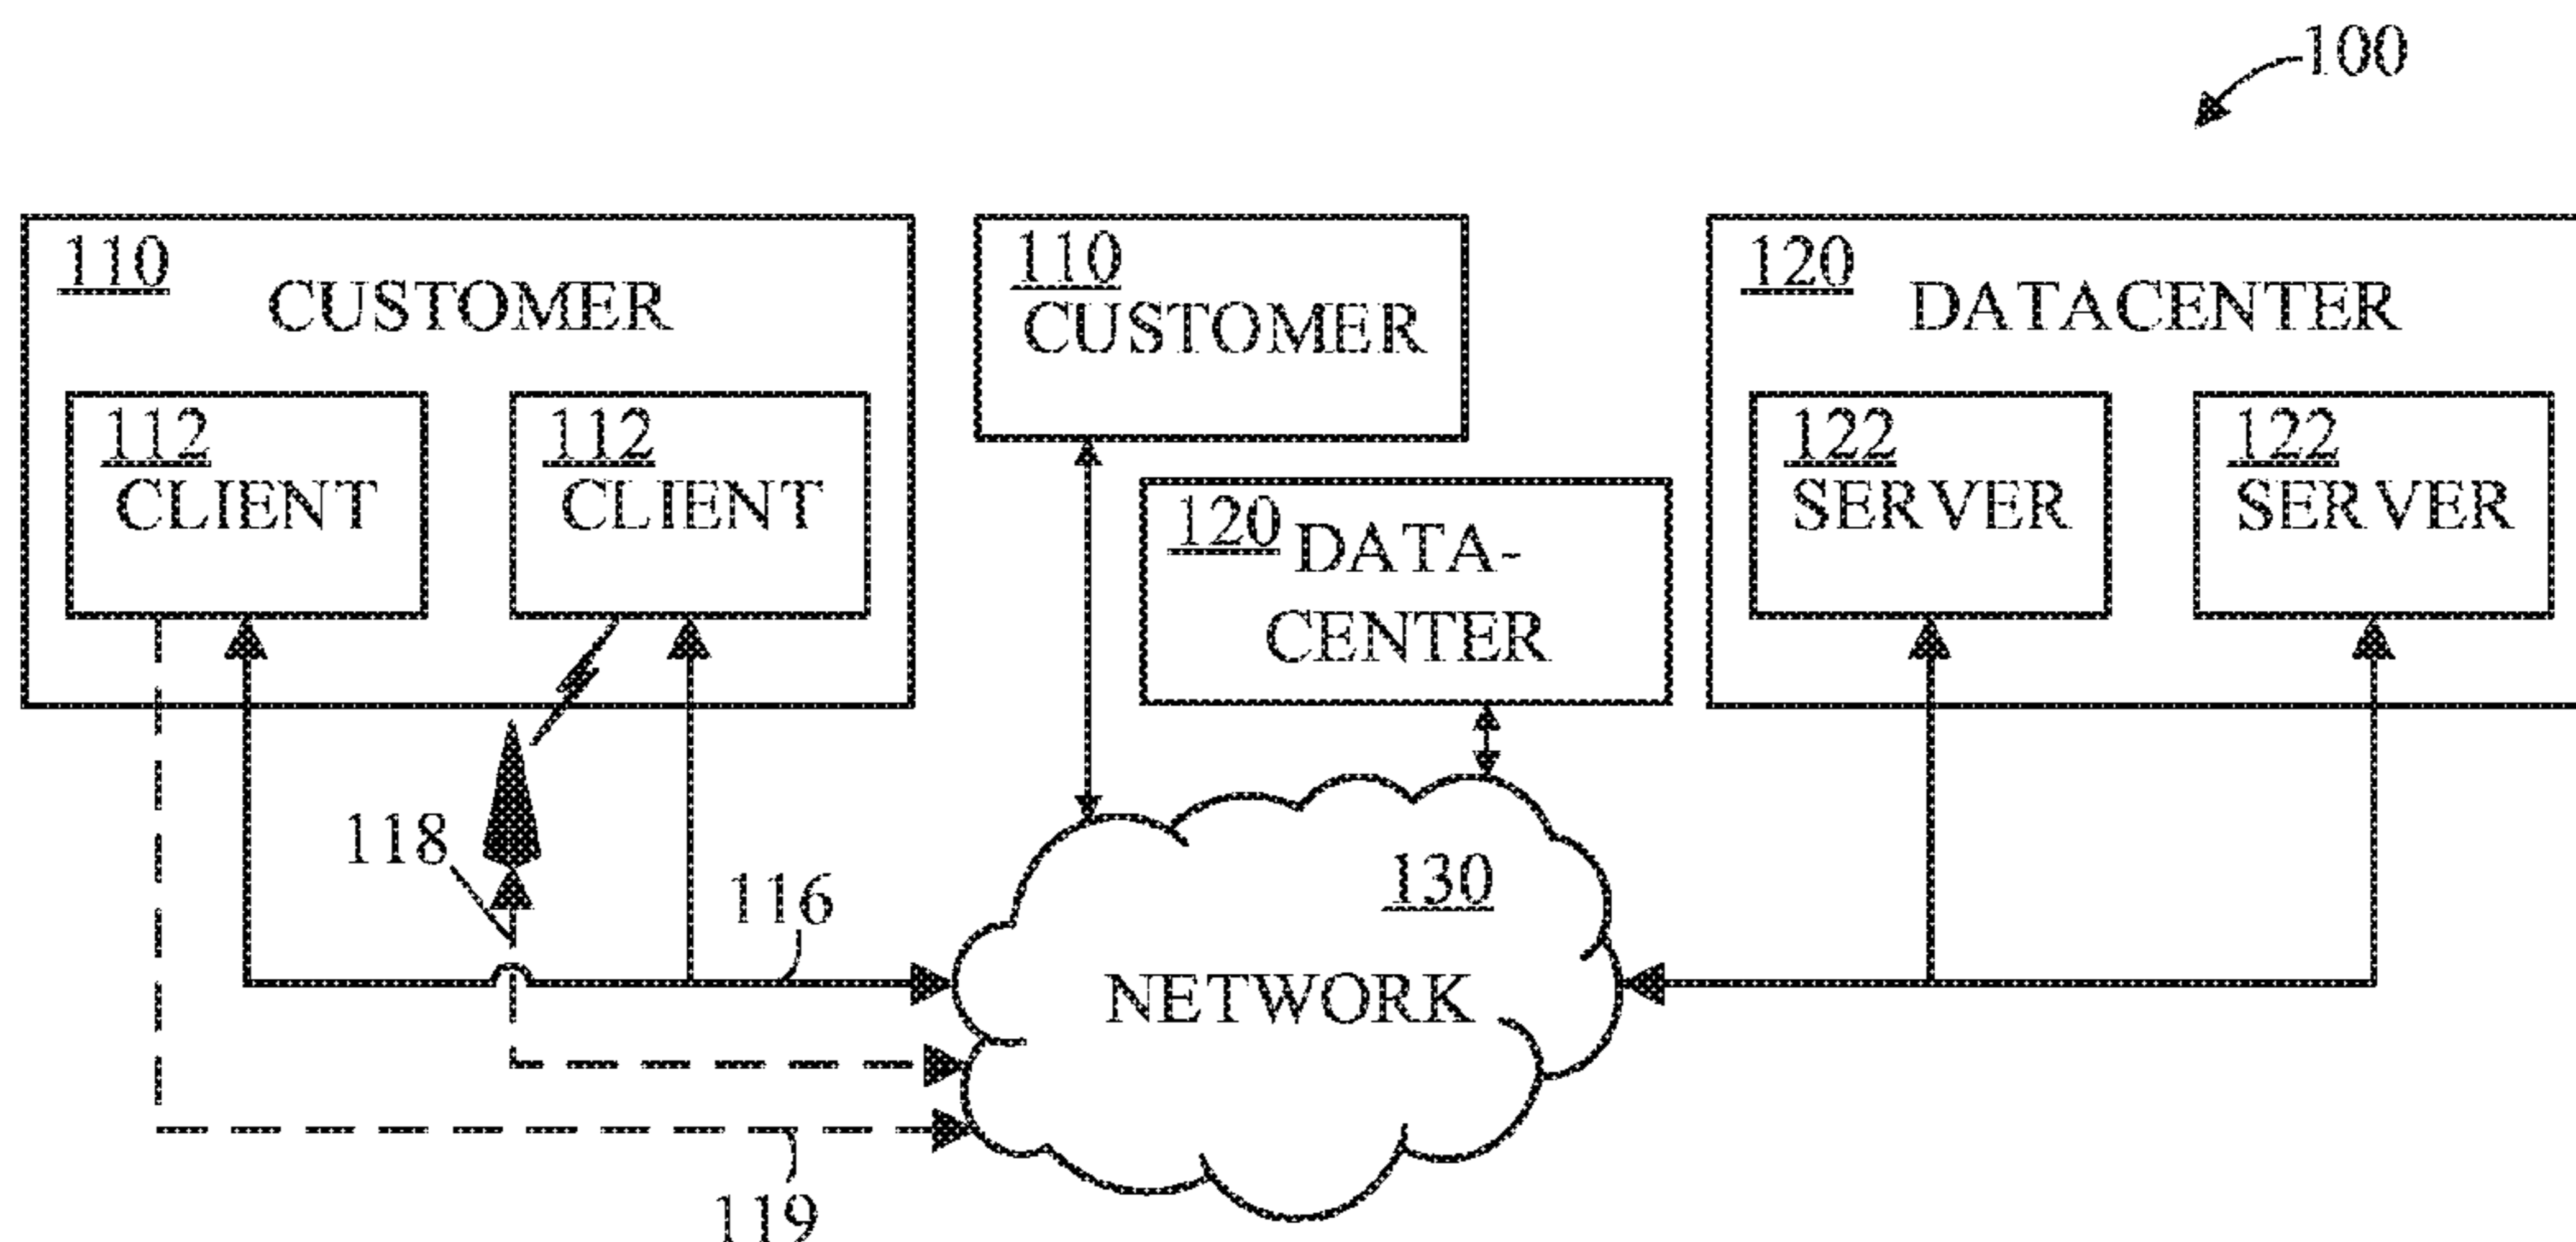 100
110
CUSTOMER
112
CLIENT
112
CLIENT
110
CUSTOMER
120 DATA-
CENTER
120
DATACENTER
122
SERVER
122
SERVER
118
116
130
NETWORK
119